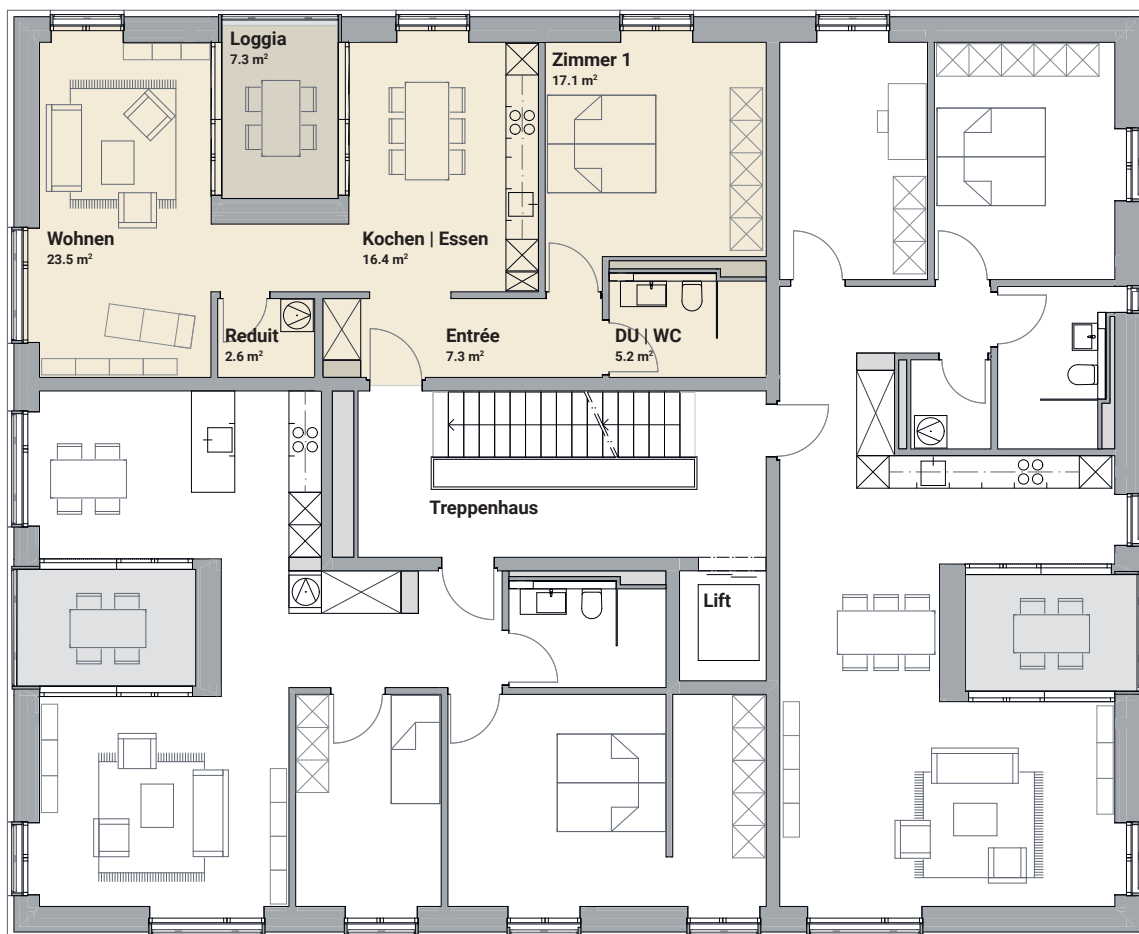 Loggia
7.3 m²
Zimmer 1
17.1 m²
Wohnen
23.5 m²
Kochen | Essen
16.4 m²
Reduit
2.6 m²
Entrée
7.3 m²
DU | WC
5.2 m²
Treppenhaus
Lift